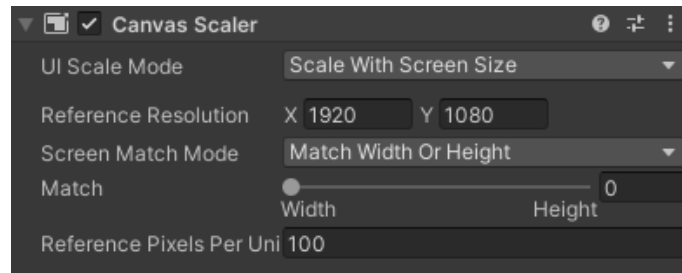 Canvas Scaler
UI Scale Mode Scale With Screen Size
Reference Resolution X 1920 Y 1080
Screen Match Mode Match Width Or Height
Match 0
Width Height
Reference Pixels Per Uni 100